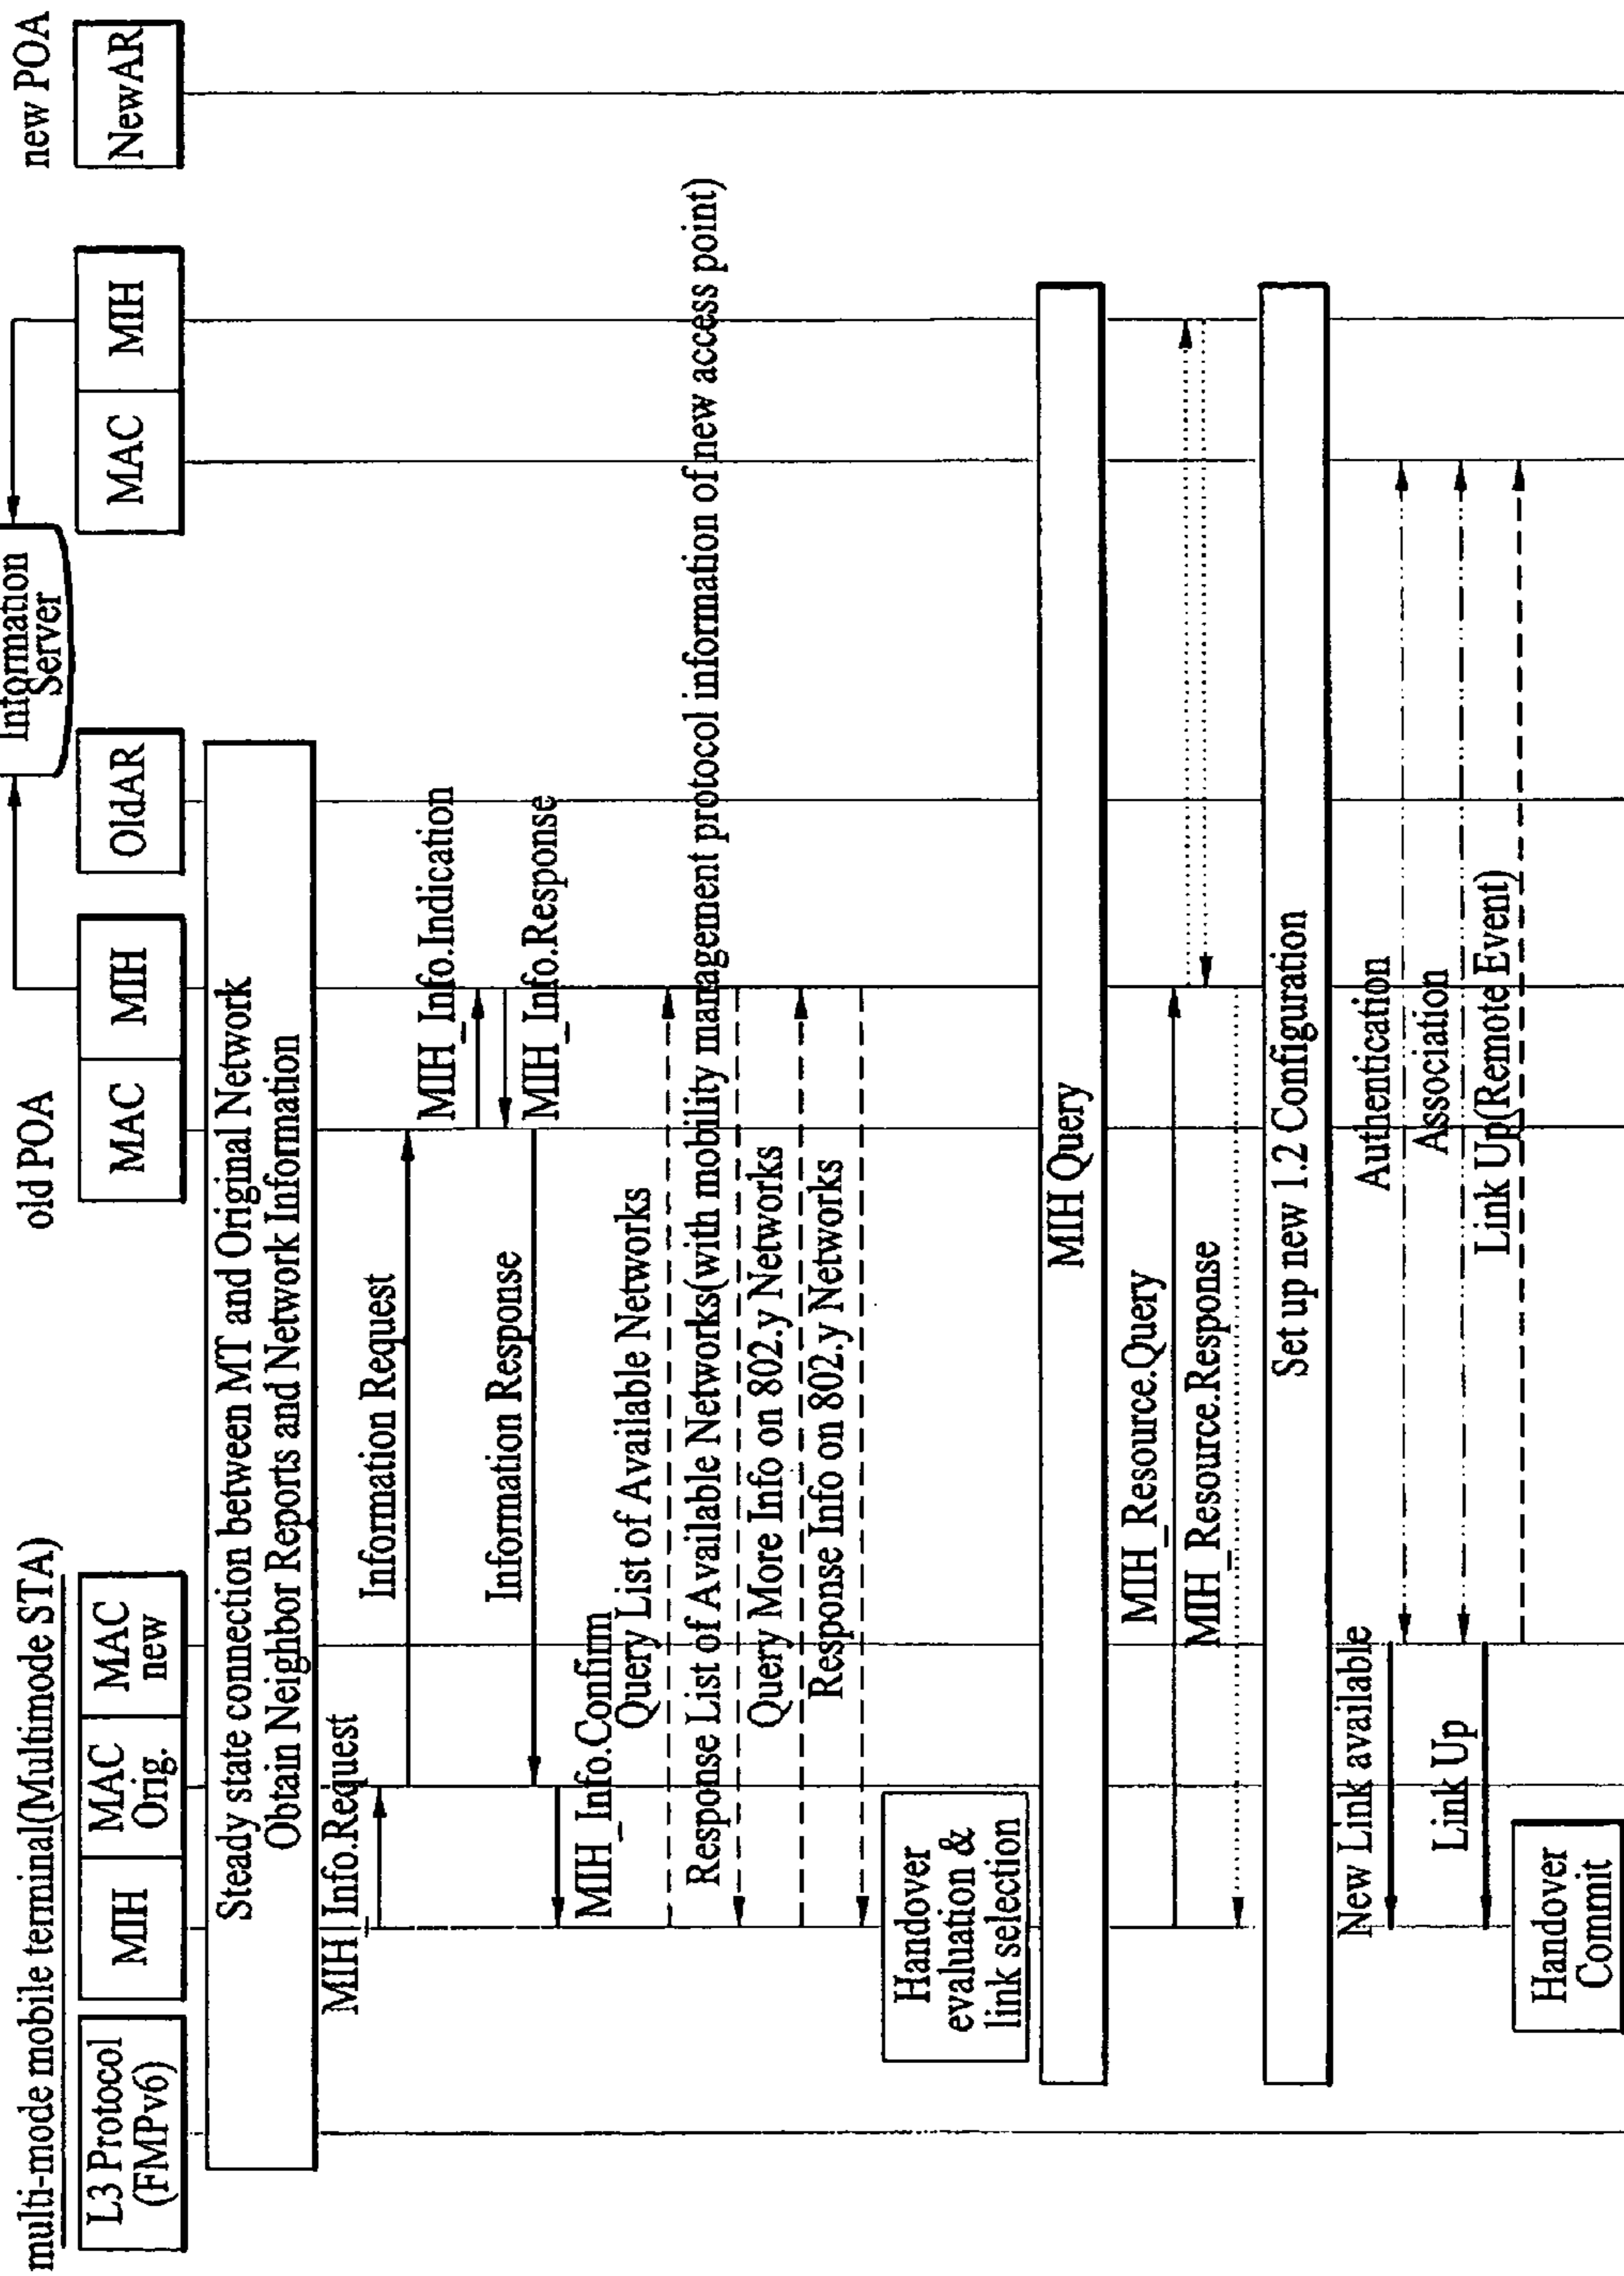 multi-mode mobile terminal(Multimode STA)
old POA
new POA
Information
Server
L3 Protocol
(FMPv6)
MIH
MAC
Orig.
MAC
new
MAC
MIH
OldAR
MAC
MIH
NewAR
Steady state connection between MT and Original Network
Obtain Neighbor Reports and Network Information
MIH_Info.Request
Information Request
MIH_Info.Indication
Information Response
MIH_Info.Response
MIH_Info.Confirm
Query List of Available Networks
Response List of Available Networks(with mobility management protocol information of new access point)
Query More Info on 802.y Networks
Response Info on 802.y Networks
Handover
evaluation &
link selection
MIH Query
MIH_Resource.Query
MIH_Resource.Response
Set up new 1.2 Configuration
New Link available
Authentication
Link Up
Association
Link Up(Remote Event)
Handover
Commit